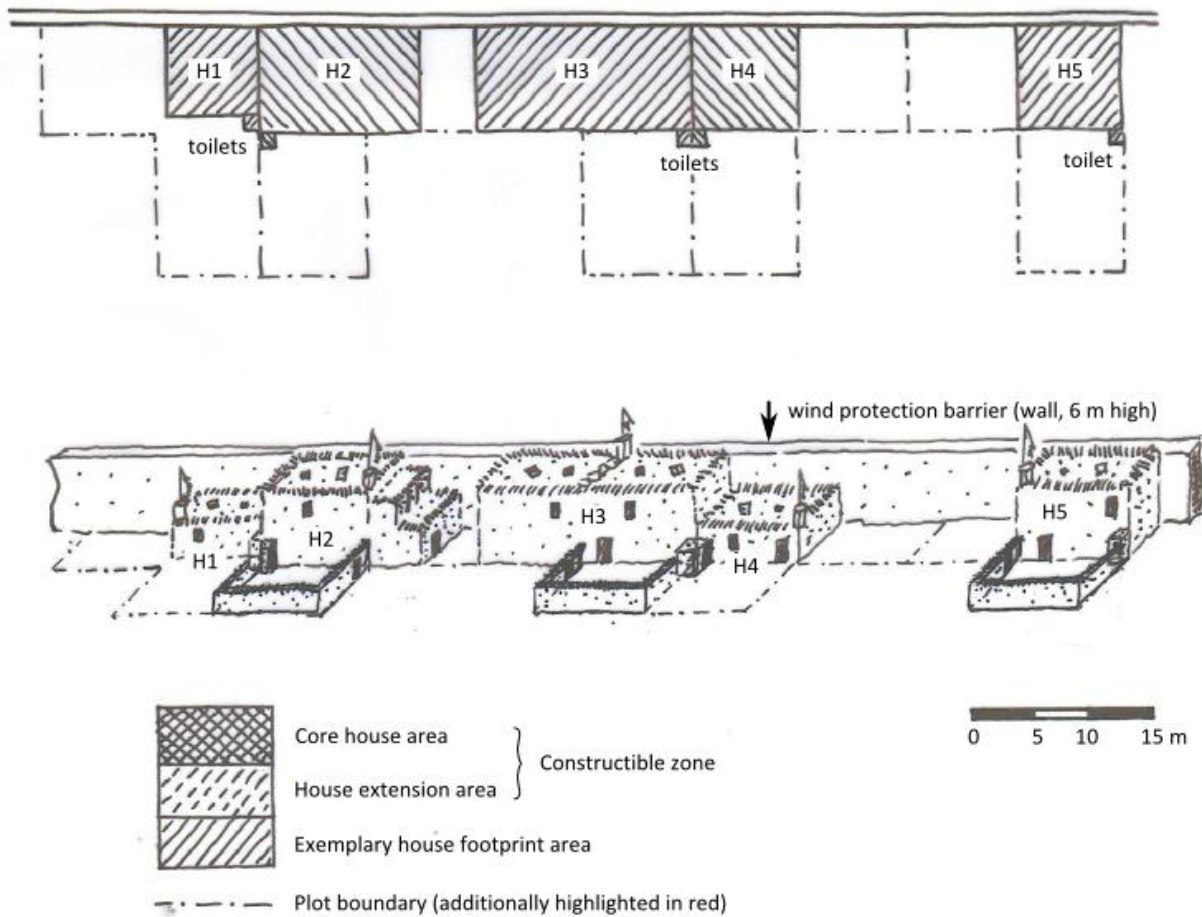 H1
H2
H3
H4
H5
toilets
toilets
toilet
wind protection barrier (wall, 6 m high)
H1
H2
H3
H4
H5
Core house area
Constructible zone
House extension area
Exemplary house footprint area
Plot boundary (additionally highlighted in red)
0 5 10 15 m